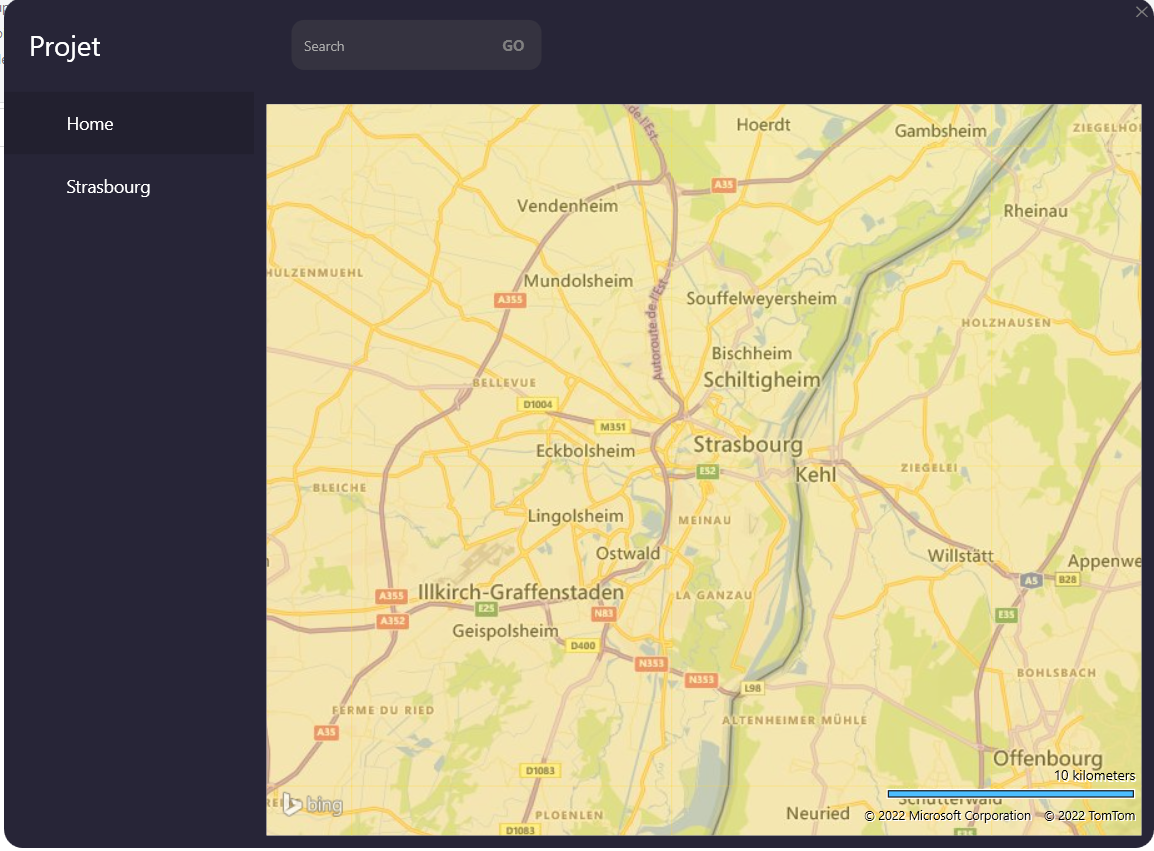 Projet
Search
GO
Home
Strasbourg
de l'Est
Hoerdt
Gambsheim
A35
Vendenheim
Rheinau
HULZENMUEHL
Mundolsheim
A355
Souffelweyersheim
Autoroute de l'Est
HOLZHAUSEN
Bischheim
Schiltigheim
BELLEVUE
D1004
M351
Strasbourg
Eckbolsheim
E52
Kehl
ZIEGELEI
BLEICHE
Lingolsheim
MEINAU
Ostwald
Willstätt
Appenwe
A5
B28
Illkirch-Graffenstaden
A355
LA GANZAU
E25
N83
E35
A352
Geispolsheim
D400
N353
N353
L98
BOHLSBACH
FERME DU RIED
ALTENHEIMER MÜHLE
A35
Offenbourg
D1083
10 kilometers
bing
Schutterwald
PLOENLEN
Neuried
© 2022 Microsoft Corporation
© 2022 TomTom
D1083
E35